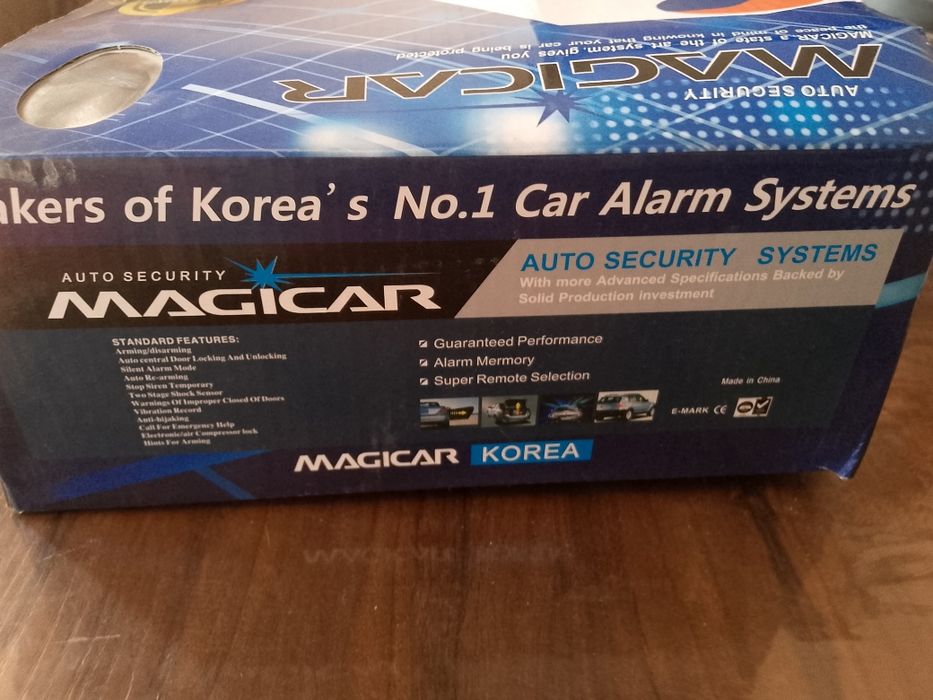 MAGICAR, a state of the art system, gives you
the peace of mind in knowing that your car is being protected
MAGICAR
AUTO SECURITY
akers of Korea's No.1 Car Alarm Systems
AUTO SECURITY
MAGICAR
AUTO SECURITY SYSTEMS
With more Advanced Specifications Backed by
Solid Production investment
STANDARD FEATURES:
Arming/disarming
Auto central Door Locking And Unlocking
Silent Alarm Mode
Auto Re-arming
Stop Siren Temporary
Two Stage Shock Sensor
Warnings Of Improper Closed Of Doors
Vibration Record
Anti-hijaking
Call For Emergency Help
Electronic/air Compressor lock
Hints For Arming
Guaranteed Performance
Alarm Mermory
Super Remote Selection
Made in China
E-MARK CE
MAGICAR KOREA